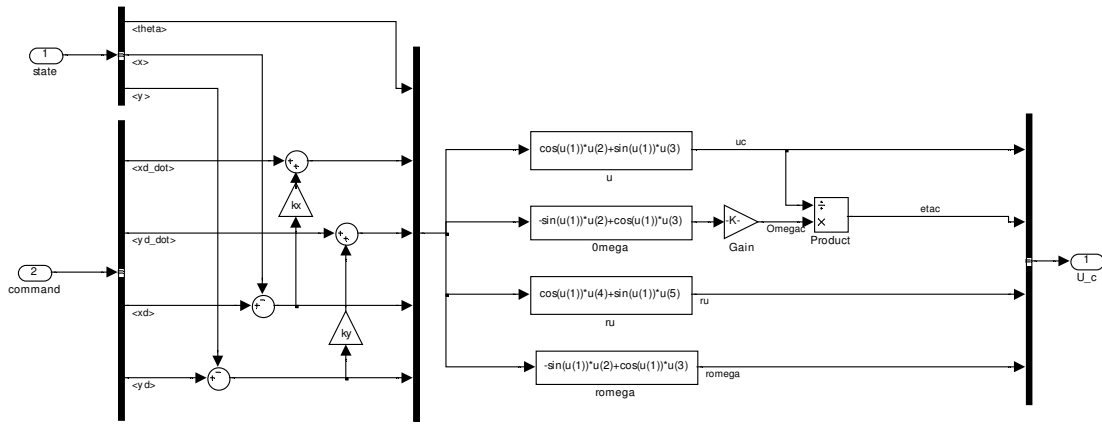 <theta>
1
state
<x>
<y>
<xd_dot>
kx
<yd_dot>
2
command
<xd>
ky
<yd>
cos(u(1))*u(2)+sin(u(1))*u(3)
u
uc
-sin(u(1))*u(2)+cos(u(1))*u(3)
0mega
-K-
Gain
Omegac
÷
×
Product
etac
cos(u(1))*u(4)+sin(u(1))*u(5)
ru
ru
-sin(u(1))*u(2)+cos(u(1))*u(3)
romega
romega
1
U_c